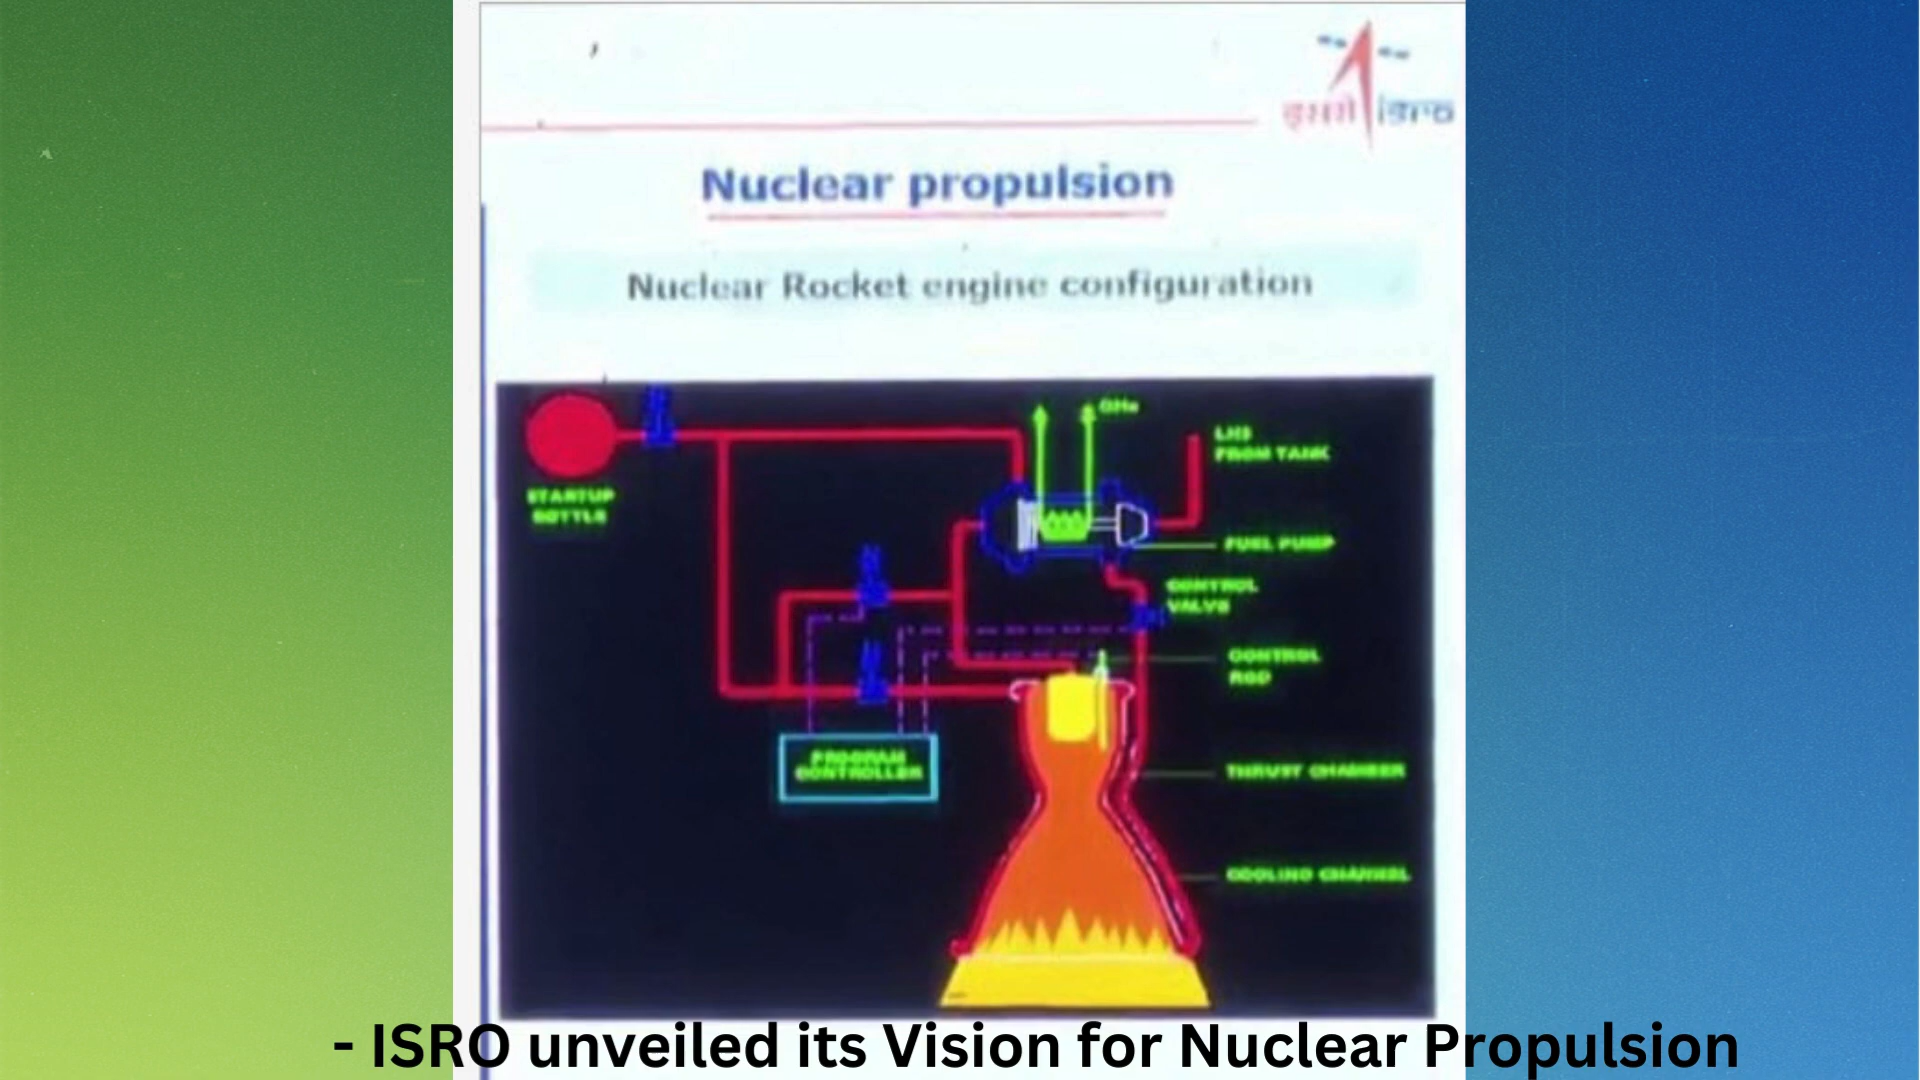 इसरो isro
Nuclear propulsion
Nuclear Rocket engine configuration
GHe
LH2
FROM TANK
STARTUP
BOTTLE
FUEL PUMP
CONTROL
VALVE
CONTROL
ROD
PROGRAM
CONTROLLER
THRUST CHAMBER
COOLING CHANNEL
- ISRO unveiled its Vision for Nuclear Propulsion